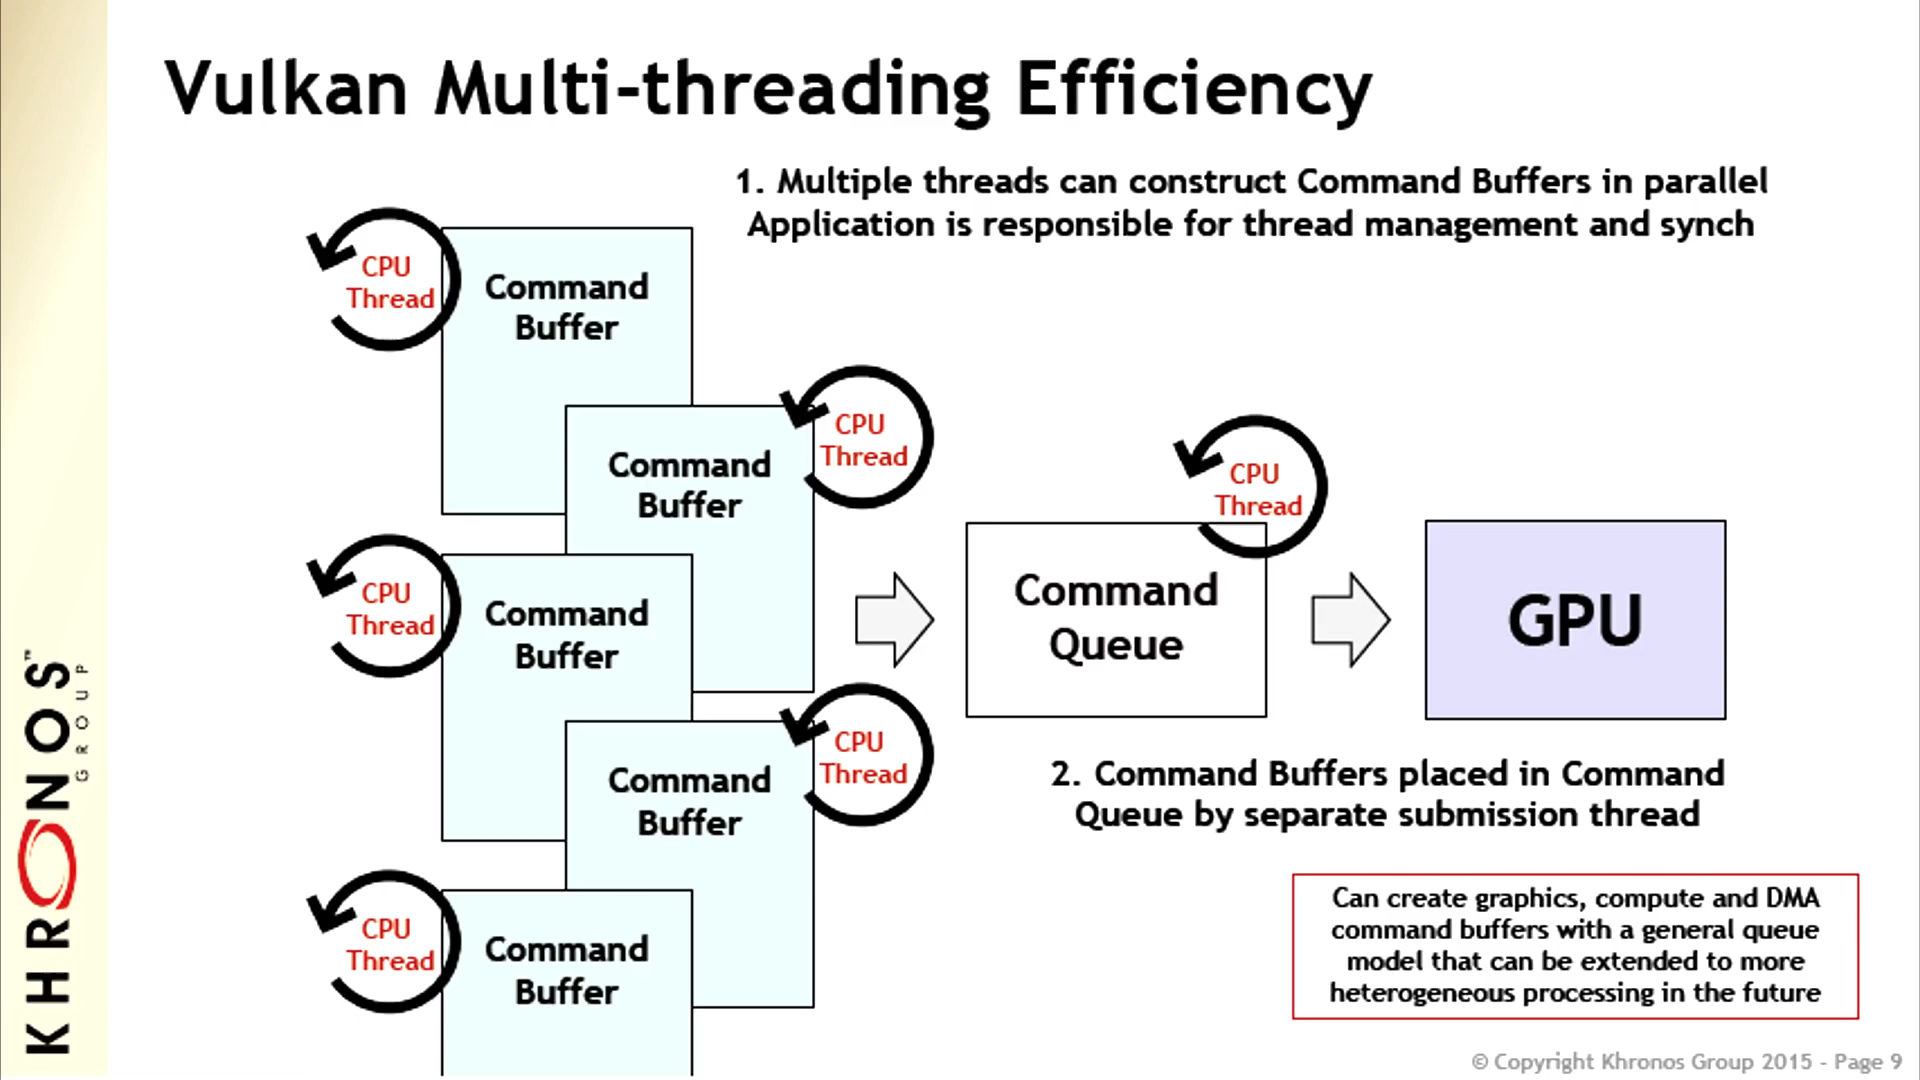 Vulkan Multi-threading Efficiency
1. Multiple threads can construct Command Buffers in parallel
Application is responsible for thread management and synch
CPU
Thread
Command
Buffer
CPU
Thread
Command
Buffer
CPU
Thread
Command
Buffer
CPU
Thread
Command
Buffer
CPU
Thread
Command
Buffer
CPU
Thread
Command
Queue
GPU
2. Command Buffers placed in Command
Queue by separate submission thread
Can create graphics, compute and DMA
command buffers with a general queue
model that can be extended to more
heterogeneous processing in the future
KHRONOS™
GROUP
© Copyright Khronos Group 2015 - Page 9